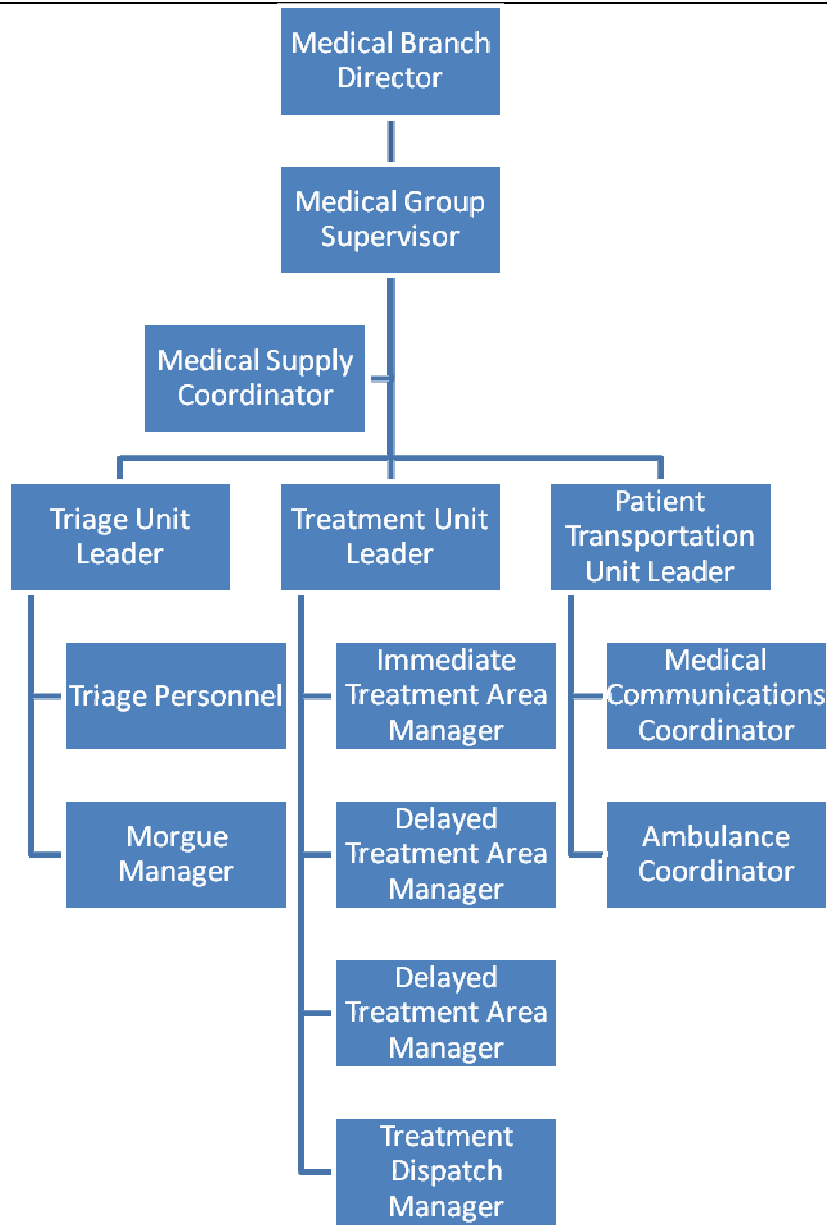 Medical Branch
Director
Medical Group
Supervisor
Medical Supply
Coordinator
Triage Unit
Leader
Treatment Unit
Leader
Patient
Transportation
Unit Leader
Triage Personnel
Morgue
Manager
Immediate
Treatment Area
Manager
Delayed
Treatment Area
Manager
Delayed
Treatment Area
Manager
Treatment
Dispatch
Manager
Medical
Communications
Coordinator
Ambulance
Coordinator